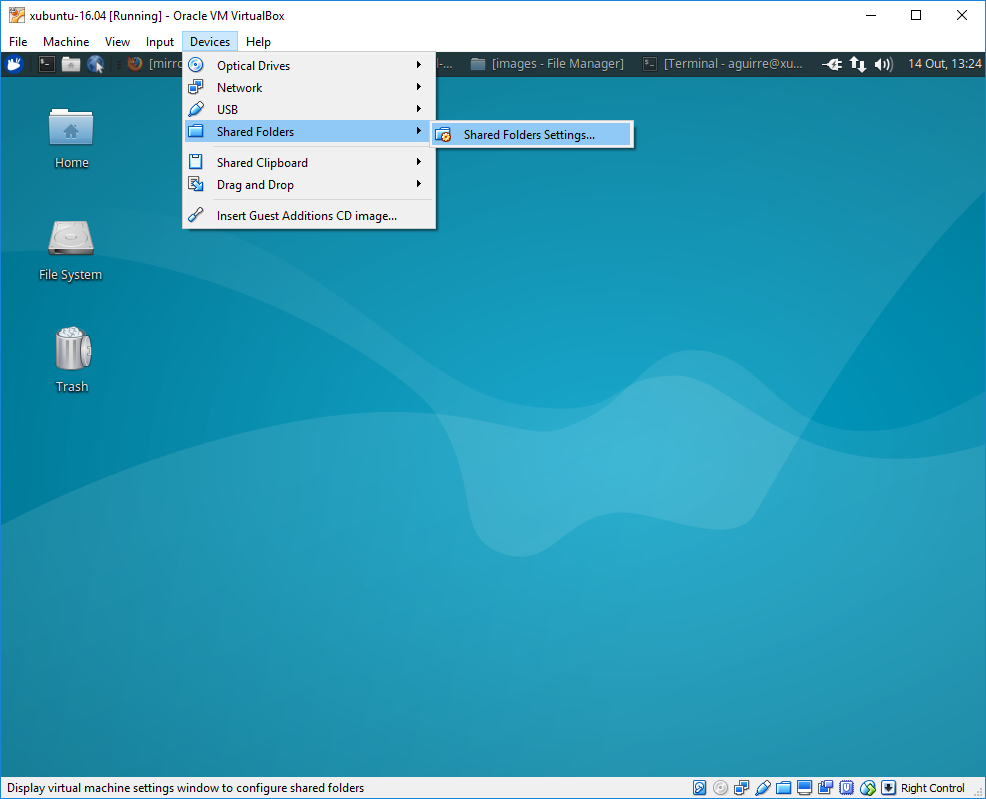 xubuntu-16.04 [Running] - Oracle VM VirtualBox
File Machine View Input Devices Help
[mirro
l-... [images - File Manager] [Terminal - aguirre@xu... 14 Out, 13:24
Optical Drives
Network
USB
Shared Folders
Shared Folders Settings...
Shared Clipboard
Drag and Drop
Insert Guest Additions CD image...
Home
File System
Trash
Display virtual machine settings window to configure shared folders
Right Control